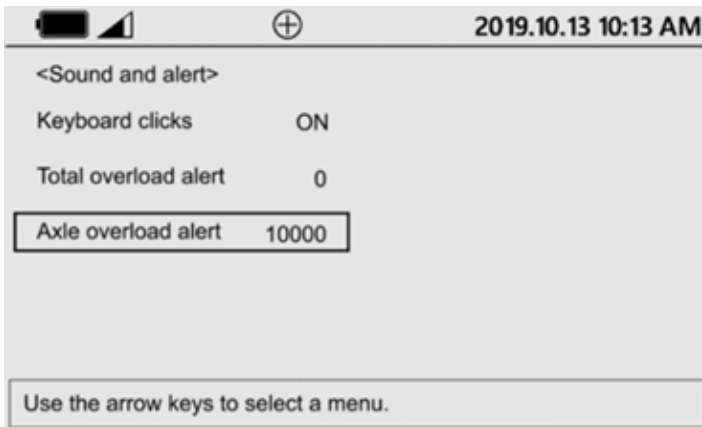 2019.10.13 10:13 AM
<Sound and alert>
Keyboard clicks ON
Total overload alert 0
Axle overload alert 10000
Use the arrow keys to select a menu.